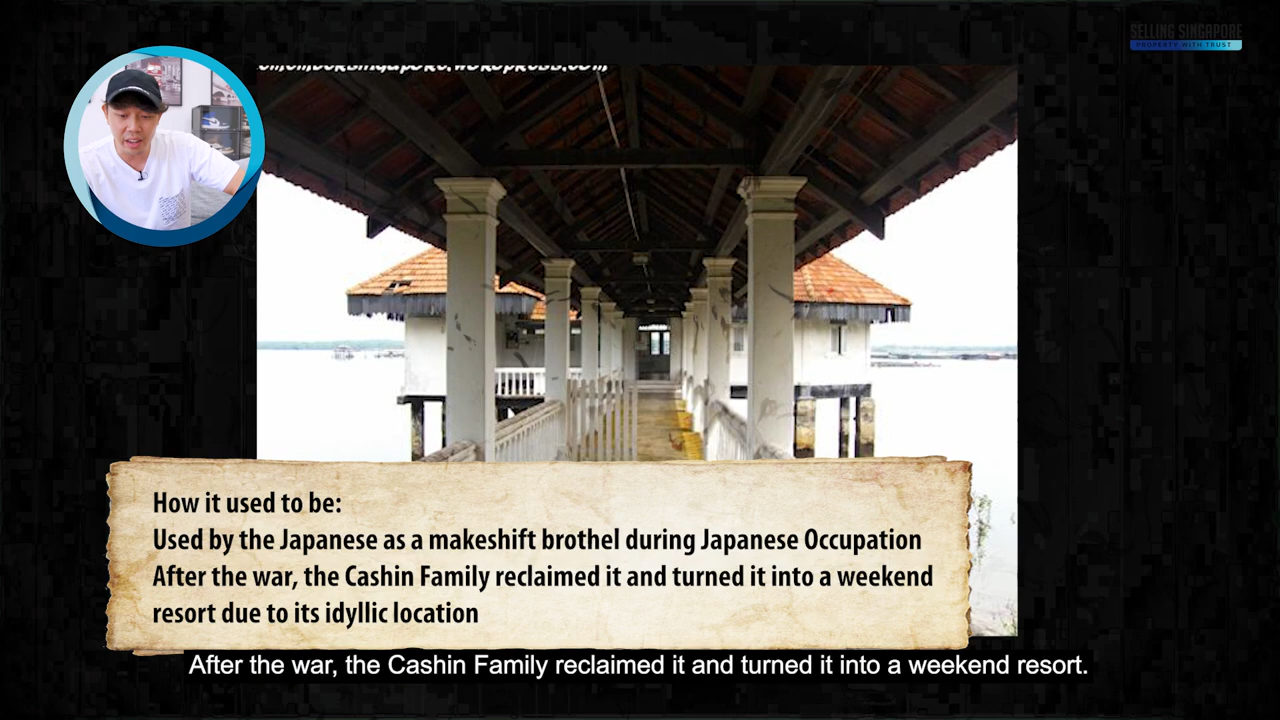 SELLING SINGAPORE
PROPERTY WITH TRUST
How it used to be:
Used by the Japanese as a makeshift brothel during Japanese Occupation
After the war, the Cashin Family reclaimed it and turned it into a weekend
resort due to its idyllic location
After the war, the Cashin Family reclaimed it and turned it into a weekend resort.